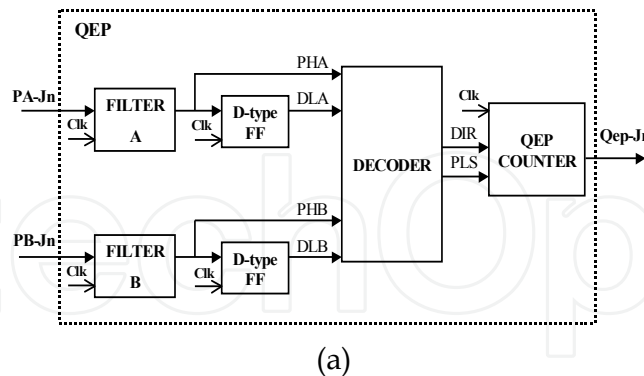 QEP
PA-Jn
Clk
FILTER
A
Clk
D-type
FF
PHA
DLA
DECODER
Clk
DIR
PLS
QEP
COUNTER
Qep-Jn
PB-Jn
Clk
FILTER
B
Clk
D-type
FF
PHB
DLB
(a)